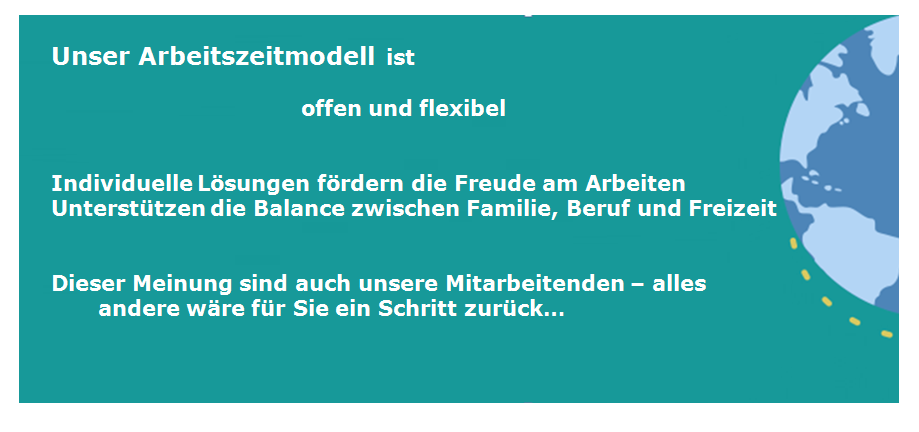 Unser Arbeitszeitmodell ist
offen und flexibel
Individuelle Lösungen fördern die Freude am Arbeiten
Unterstützen die Balance zwischen Familie, Beruf und Freizeit
Dieser Meinung sind auch unsere Mitarbeitenden – alles
andere wäre für Sie ein Schritt zurück...